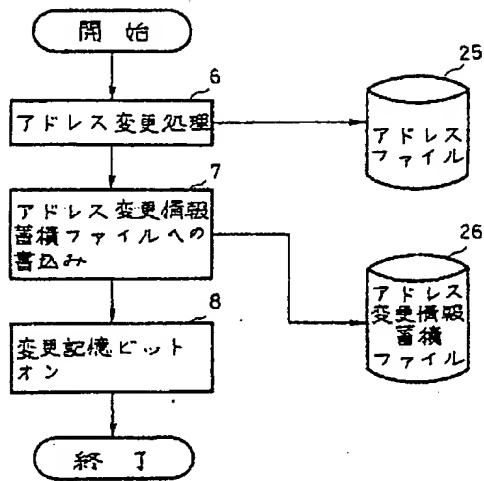 開始
6
アドレス変更処理
25
アドレス
ファイル
7
アドレス変更情報
蓄積ファイルへの
書込み
26
アドレス
変更情報
蓄積
ファイル
8
変更記憶ビット
オン
終了